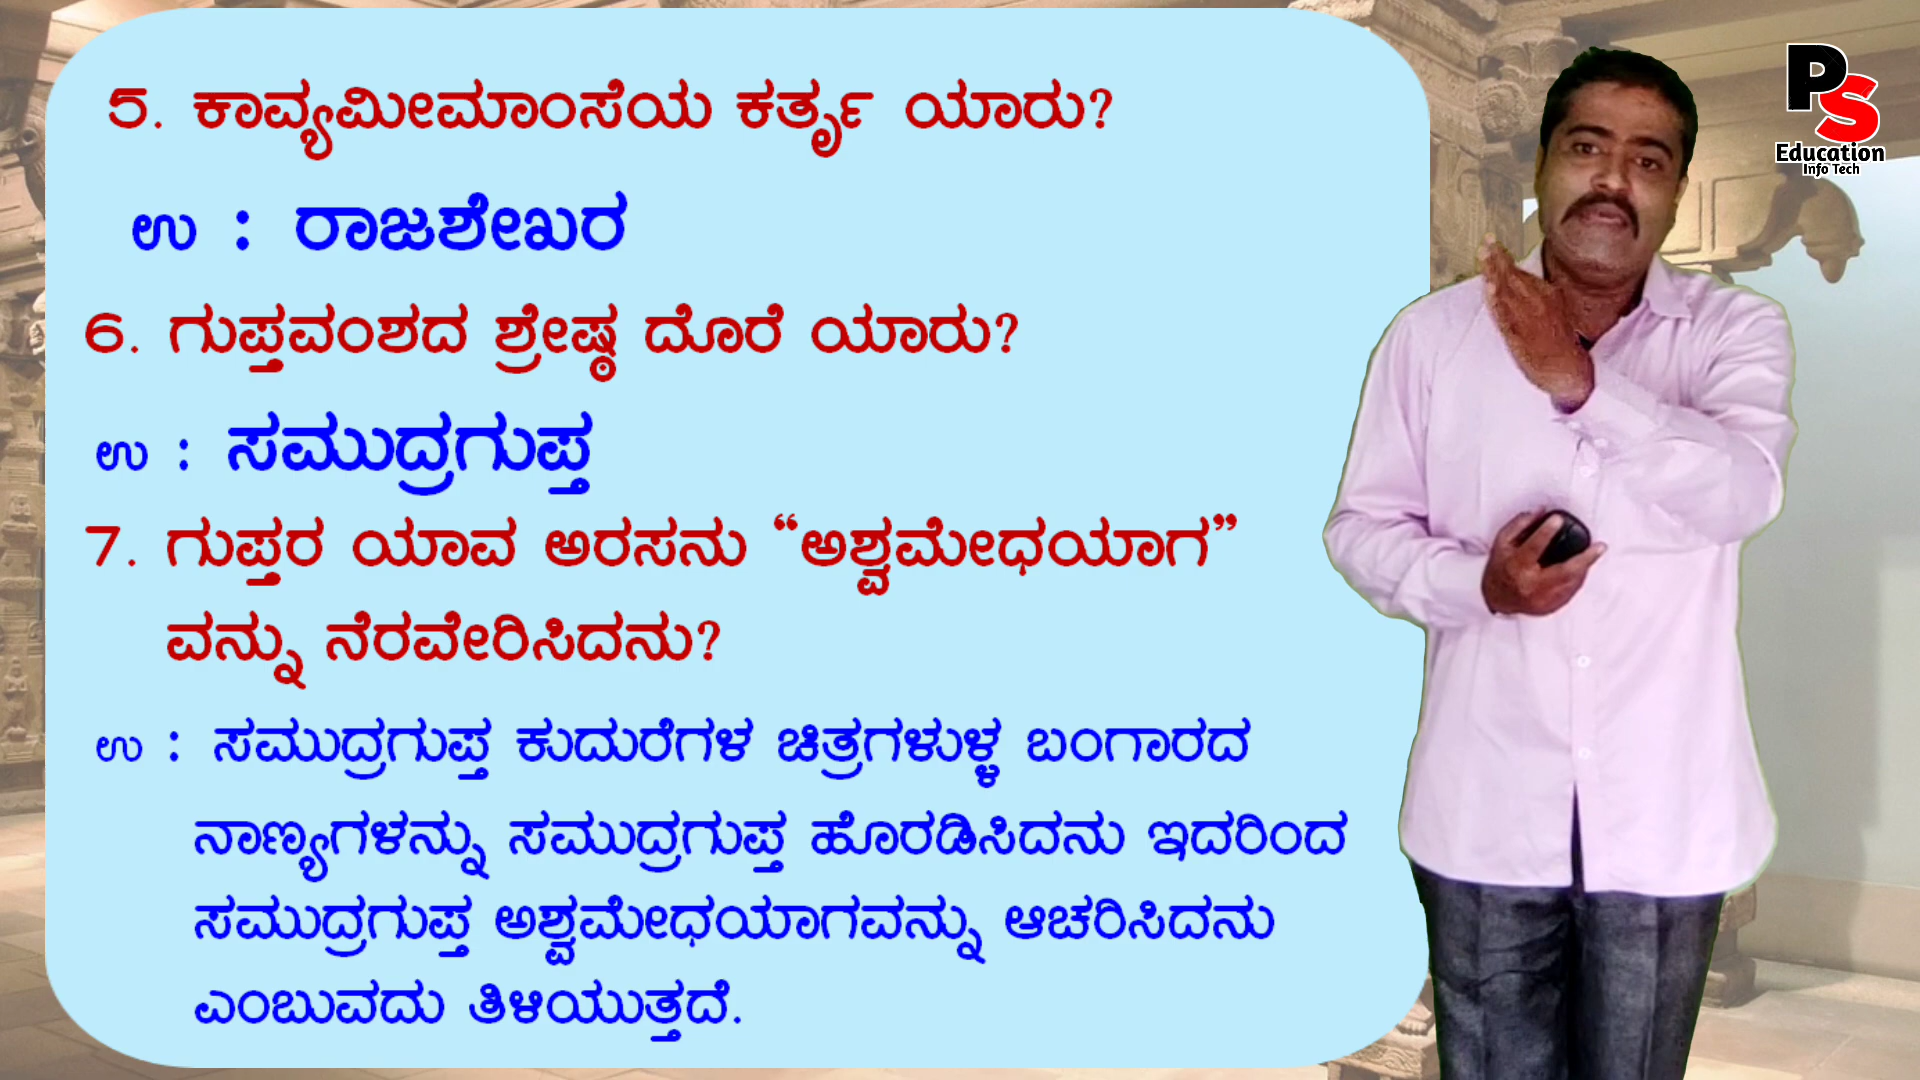 5. ಕಾವ್ಯಮೀಮಾಂಸೆಯ ಕರ್ತೃ ಯಾರು?
ಉ : ರಾಜಶೇಖರ
6. ಗುಪ್ತವಂಶದ ಶ್ರೇಷ್ಠ ದೊರೆ ಯಾರು?
ಉ : ಸಮುದ್ರಗುಪ್ತ
7. ಗುಪ್ತರ ಯಾವ ಅರಸನು “ಅಶ್ವಮೇಧಯಾಗ”
ವನ್ನು ನೆರವೇರಿಸಿದನು?
ಉ : ಸಮುದ್ರಗುಪ್ತ ಕುದುರೆಗಳ ಚಿತ್ರಗಳುಳ್ಳ ಬಂಗಾರದ
ನಾಣ್ಯಗಳನ್ನು ಸಮುದ್ರಗುಪ್ತ ಹೊರಡಿಸಿದನು ಇದರಿಂದ
ಸಮುದ್ರಗುಪ್ತ ಅಶ್ವಮೇಧಯಾಗವನ್ನು ಆಚರಿಸಿದನು
ಎಂಬುವದು ತಿಳಿಯುತ್ತದೆ.
PS
Education
Info Tech